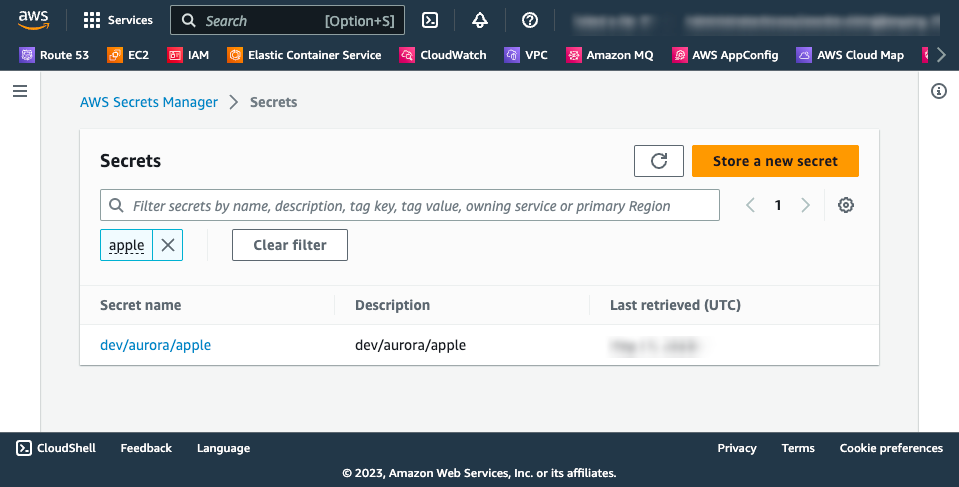 aws Services Search [Option+S]
Route 53 EC2 IAM Elastic Container Service CloudWatch VPC Amazon MQ AWS AppConfig AWS Cloud Map
AWS Secrets Manager > Secrets
Secrets Store a new secret
Filter secrets by name, description, tag key, tag value, owning service or primary Region 1
apple Clear filter
Secret name Description Last retrieved (UTC)
dev/aurora/apple dev/aurora/apple
CloudShell Feedback Language Privacy Terms Cookie preferences
© 2023, Amazon Web Services, Inc. or its affiliates.